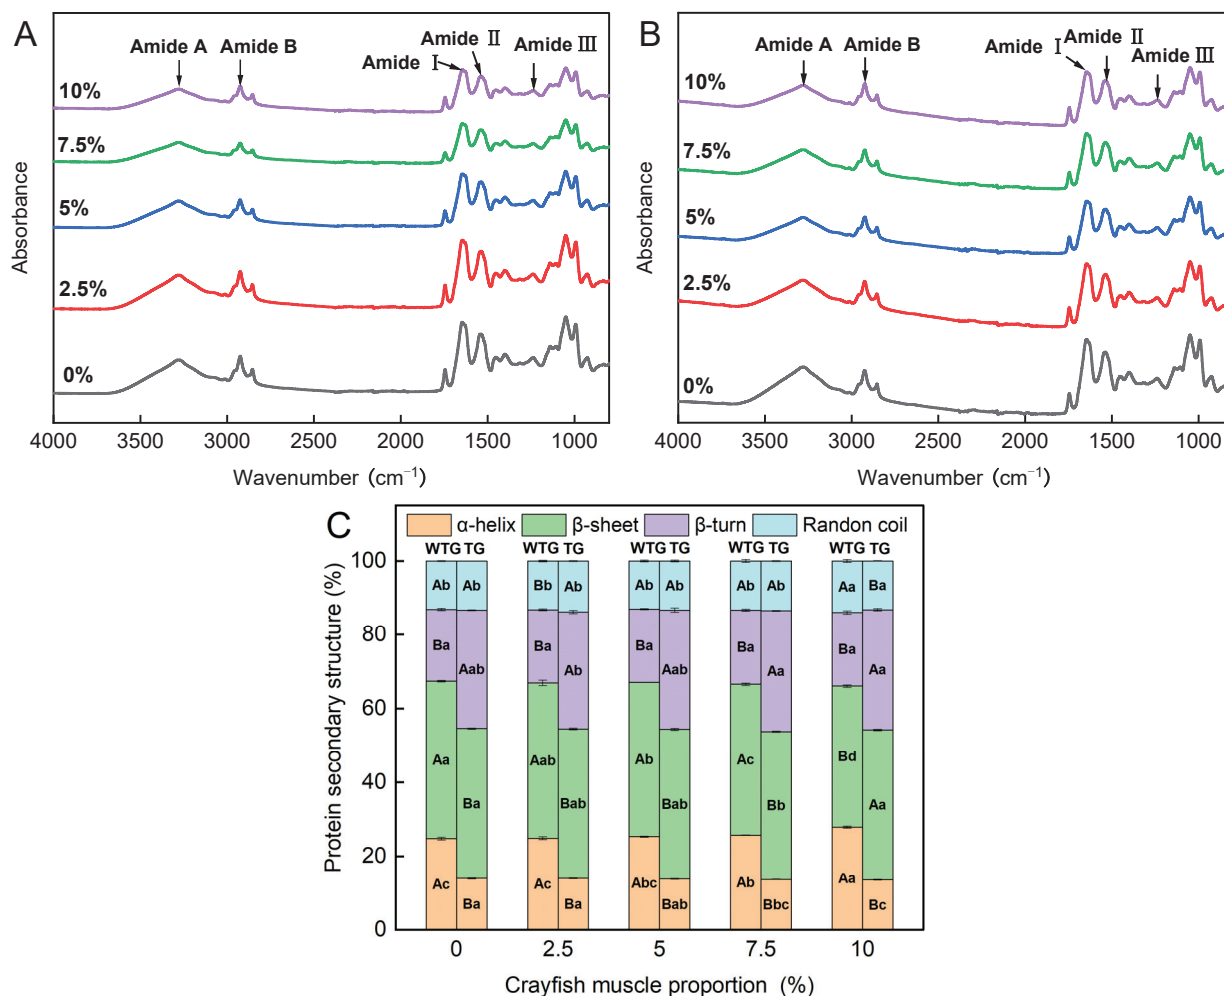 A
Amide A
Amide B
Amide Ⅰ
Amide Ⅱ
Amide Ⅲ
10%
7.5%
5%
2.5%
0%
Absorbance
4000 3500 3000 2500 2000 1500 1000
Wavenumber (cm⁻¹)
B
Amide A
Amide B
Amide Ⅰ
Amide Ⅱ
Amide Ⅲ
10%
7.5%
5%
2.5%
0%
Absorbance
4000 3500 3000 2500 2000 1500 1000
Wavenumber (cm⁻¹)
C
α-helix β-sheet β-turn Randon coil
WTG TG WTG TG WTG TG WTG TG WTG TG
Ab Ab Bb Ab Ab Ab Ab Ab Aa Ba
Ba Aab Ba Ab Ba Aab Ba Aa Ba Aa
Aa Ba Aab Bab Ab Bab Ac Bb Bd Aa
Ac Ba Ac Ba Abc Bab Ab Bbc Aa Bc
100
80
60
40
20
0
Protein secondary structure (%)
0 2.5 5 7.5 10
Crayfish muscle proportion (%)